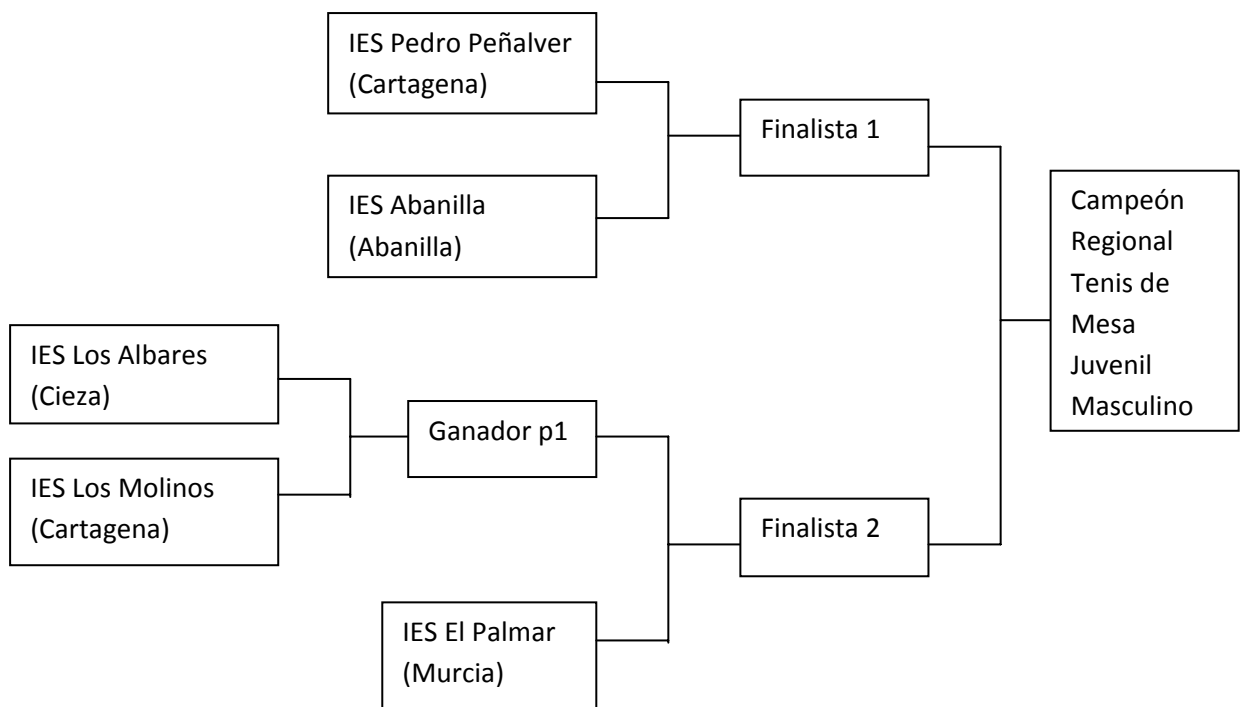 IES Pedro Peñalver
(Cartagena)
Finalista 1
IES Abanilla
(Abanilla)
Campeón
Regional
Tenis de
Mesa
Juvenil
Masculino
IES Los Albares
(Cieza)
Ganador p1
IES Los Molinos
(Cartagena)
Finalista 2
IES El Palmar
(Murcia)